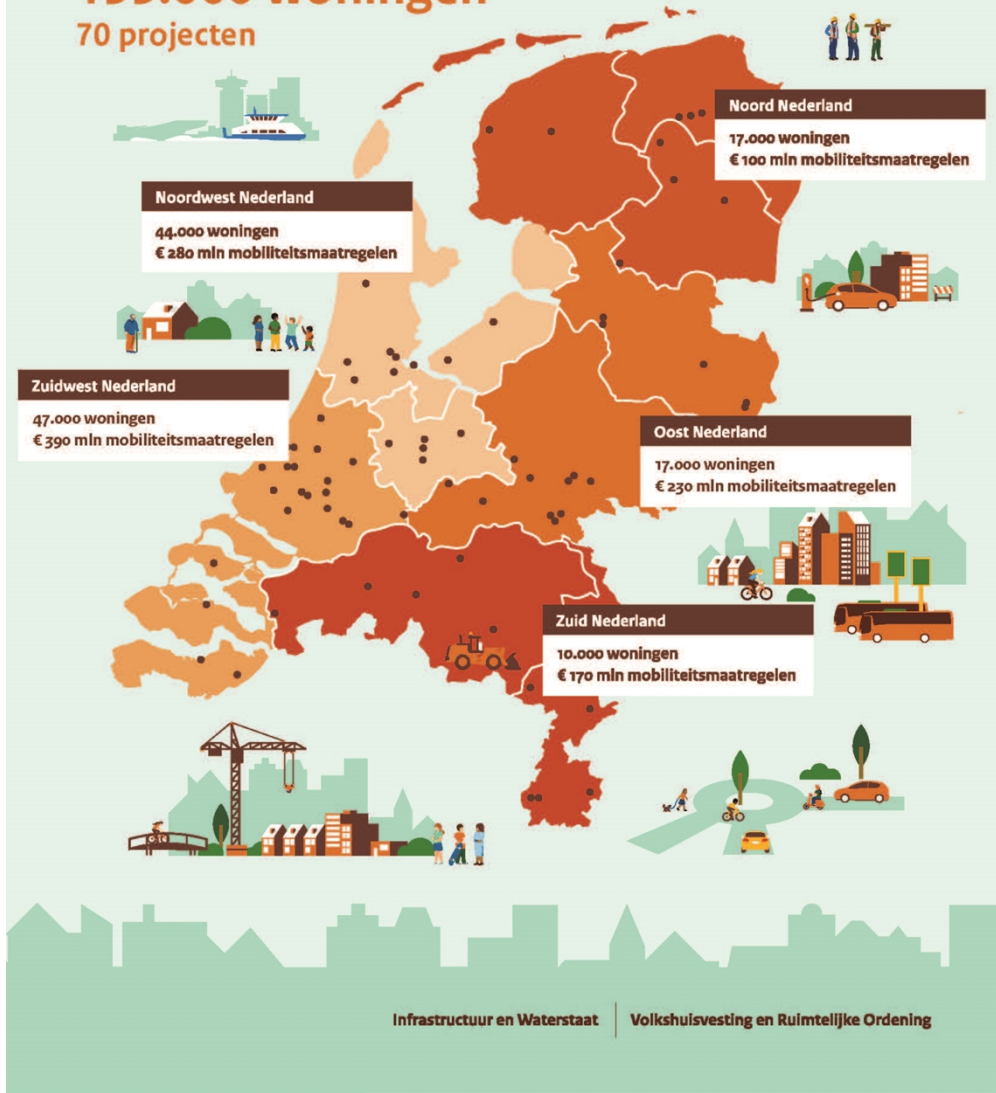 70 projecten
Noord Nederland
17.000 woningen
€ 100 mln mobiliteitsmaatregelen
Noordwest Nederland
44.000 woningen
€ 280 mln mobiliteitsmaatregelen
Zuidwest Nederland
47.000 woningen
€ 390 mln mobiliteitsmaatregelen
Oost Nederland
17.000 woningen
€ 230 mln mobiliteitsmaatregelen
Zuid Nederland
10.000 woningen
€ 170 mln mobiliteitsmaatregelen
Infrastructuur en Waterstaat
Volkshuisvesting en Ruimtelijke Ordening